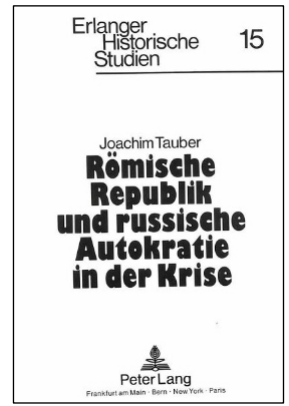 Erlanger
Historische
Studien
15
Joachim Tauber
Römische
Republik
und russische
Autokratie
in der Krise
Peter Lang
Frankfurt am Main · Bern · New York · Paris